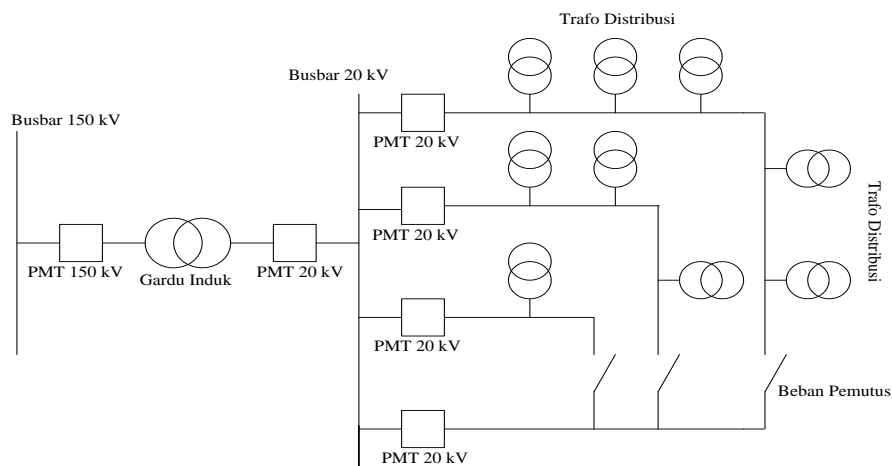 Trafo Distribusi
Busbar 20 kV
Busbar 150 kV
PMT 20 kV
Trafo Distribusi
PMT 20 kV
PMT 150 kV
Gardu Induk
PMT 20 kV
PMT 20 kV
Beban Pemutus
PMT 20 kV